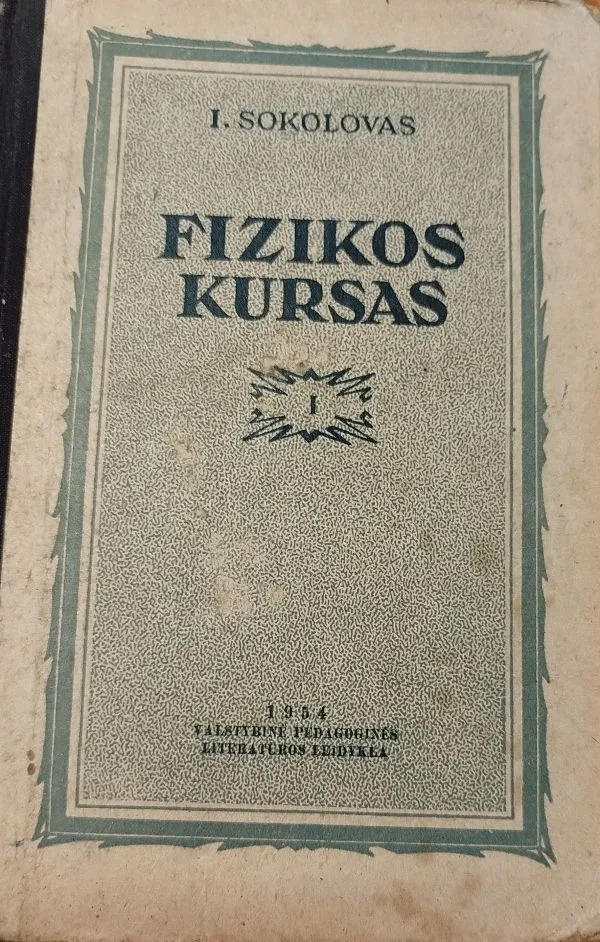 I. SOKOLOVAS
FIZIKOS
KURSAS
I
1954
VALSTYBINĖ PEDAGOGINĖS
LITERATŪROS LEIDYKLA